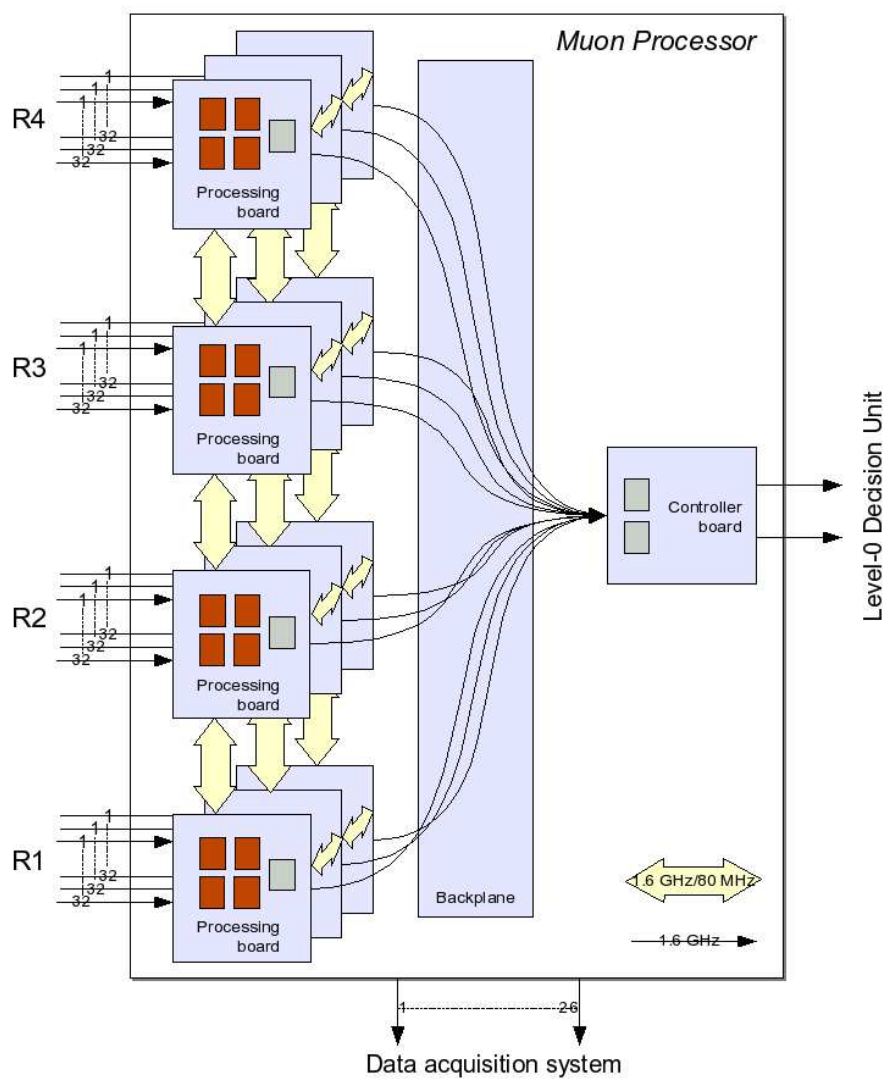 Muon Processor
1
1
1
R4
32
32
32
Processing
board
1
1
1
R3
32
32
32
Processing
board
1
1
1
R2
32
32
32
Processing
board
1
1
1
R1
32
32
32
Processing
board
Backplane
Controller
board
Level-0 Decision Unit
1.6 GHz/80 MHz
1.6 GHz
1
26
Data acquisition system